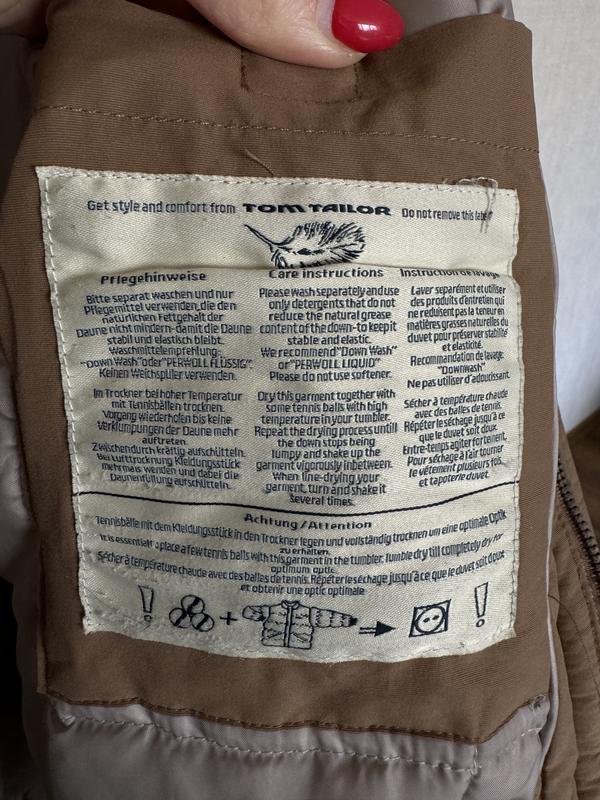 Get style and comfort from TOM TAILOR Do not remove this label
Pflegehinweise
Bitte separat waschen und nur
Pflegemittel verwenden, die den
natürlichen Fettgehalt der
Daune nicht mindern-damit die Daune
stabil und elastisch bleibt.
Waschmittelempfehlung:
"Down Wash"oder"PERWOLL FLÜSSIG".
Keinen Weichspüler verwenden.
Im Trockner bei hoher Temperatur
mit Tennisbällen trocknen.
Vorgang wiederhofen bis keine
Verklumpungen der Daune mehr
auftreten.
Zwischendurch kräftig aufschütteln.
Bei Lufttrocknung Kleidungsstück
mehrmals wenden und dabei die
Daunenfüllung aufschütteln.
Care instructions
Please wash separately and use
only detergents that do not
reduce the natural grease
content of the down-to keep it
stable and elastic.
We recommend"Down Wash"
or"PERWOLL LIQUID"
Please do not use softener.
Dry this garment together with
some tennis balls with high
temperature in your tumbler.
Repeat the drying process untill
the down stops being
lumpy and shake up the
garment vigorously inbetween.
When line-drying your
garment, turn and shake it
several times.
Instruction de lavage
Laver separément et utiliser
des produits d'entretien qui
ne reduisent pas la teneur en
matières grasses naturelles du
duvet pour préserver stabilité
et elasticité.
Recommandation de lavage:
"Downwash"
Ne pas utiliser d'adoucissant.
Sécher à température chaude
avec des balles de tennis.
Répéter le séchage jusqu'à ce
que le duvet soit doux.
Entre-temps agiter fortement.
Pour séchage à l'air tourner
le vêtement plusieurs fois
et tapoter le duvet.
Achtung/Attention
Tennisbälle mit dem Kleidungsstück in den Trockner legen und vollständig trocknen um eine optimale Optik
zu erhalten.
It is essential to place a few tennis balls with this garment in the tumbler. Tumble dry till completely dry for
optimum optic.
Sécher à température chaude avec des balles de tennis. Répéter le séchage jusqu'à ce que le duvet soit doux
et obtenir une optic optimale
! + !